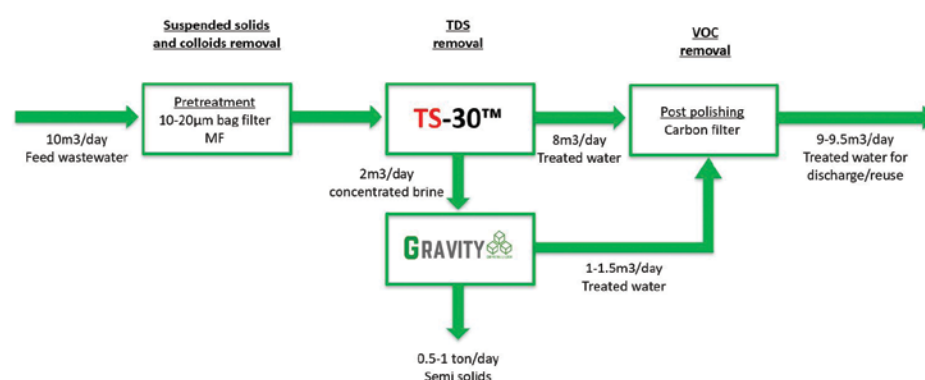 Suspended solids
and colloids removal
TDS
removal
VOC
removal
Pretreatment
10-20µm bag filter
MF
TS-30™
Post polishing
Carbon filter
10m3/day
Feed wastewater
8m3/day
Treated water
9-9.5m3/day
Treated water for
discharge/reuse
2m3/day
concentrated brine
GRAVITY
1-1.5m3/day
Treated water
0.5-1 ton/day
Semi solids